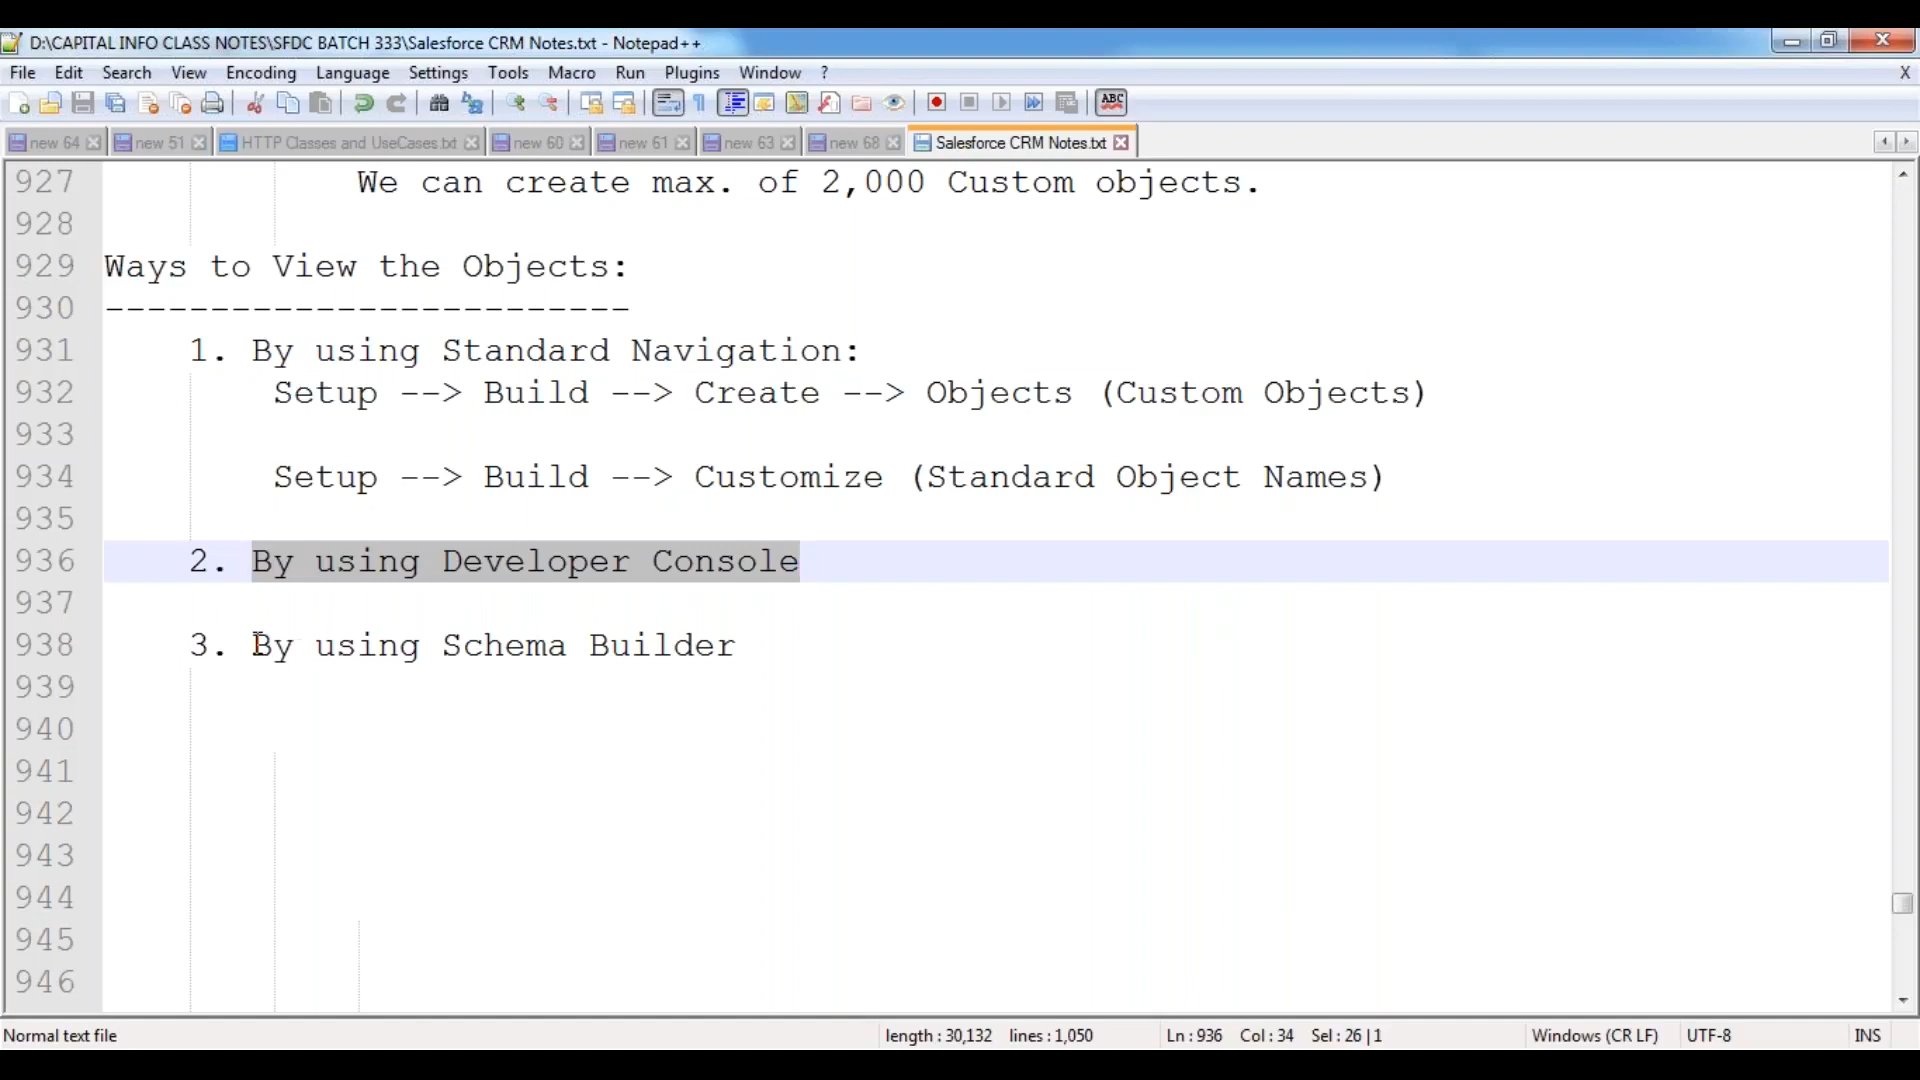 D:\CAPITAL INFO CLASS NOTES\SFDC BATCH 333\Salesforce CRM Notes.txt - Notepad++
File Edit Search View Encoding Language Settings Tools Macro Run Plugins Window ? X
ABC
new 64 new 51 HTTP Classes and UseCases.txt new 60 new 61 new 63 new 68 Salesforce CRM Notes.txt
927 We can create max. of 2,000 Custom objects.
928
929 Ways to View the Objects:
930 -------------------------
931 1. By using Standard Navigation:
932 Setup --> Build --> Create --> Objects (Custom Objects)
933
934 Setup --> Build --> Customize (Standard Object Names)
935
936 2. By using Developer Console
937
938 3. By using Schema Builder
939
940
941
942
943
944
945
946
Normal text file length : 30,132 lines : 1,050 Ln : 936 Col : 34 Sel : 26 | 1 Windows (CR LF) UTF-8 INS